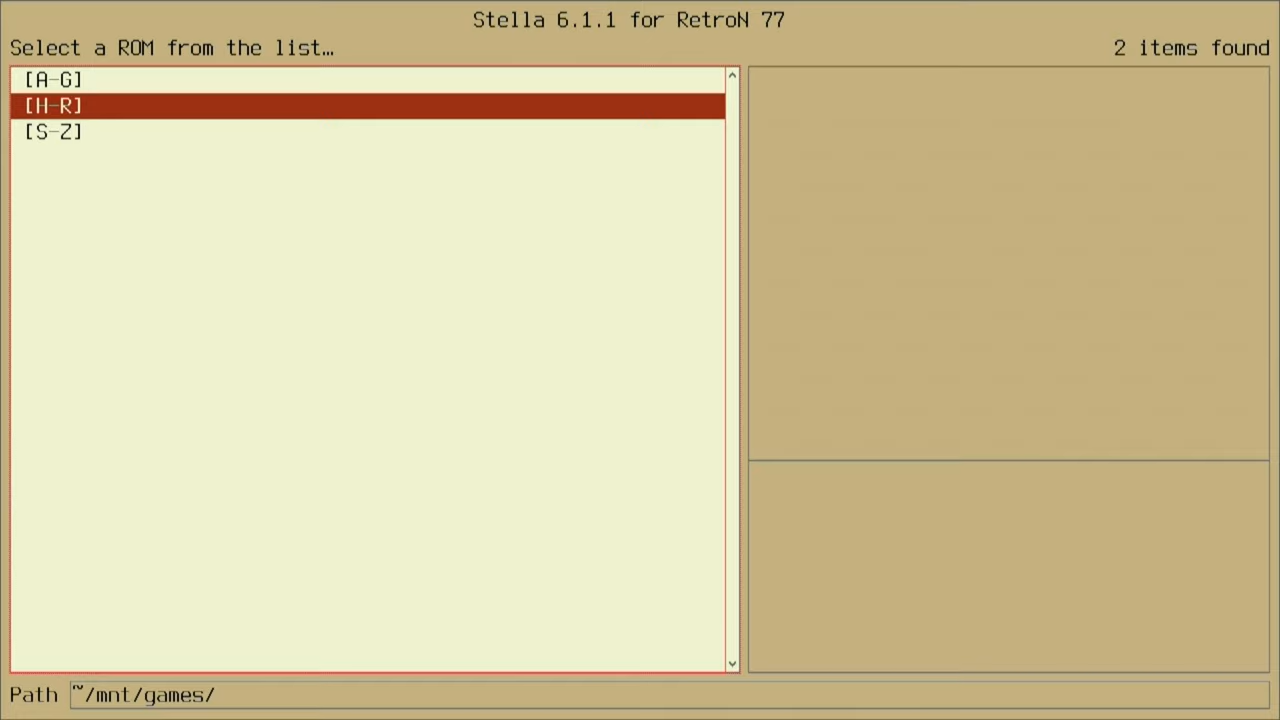 Stella 6.1.1 for RetroN 77
Select a ROM from the list… 2 items found
[A-G]
[H-R]
[S-Z]
Path ~/mnt/games/